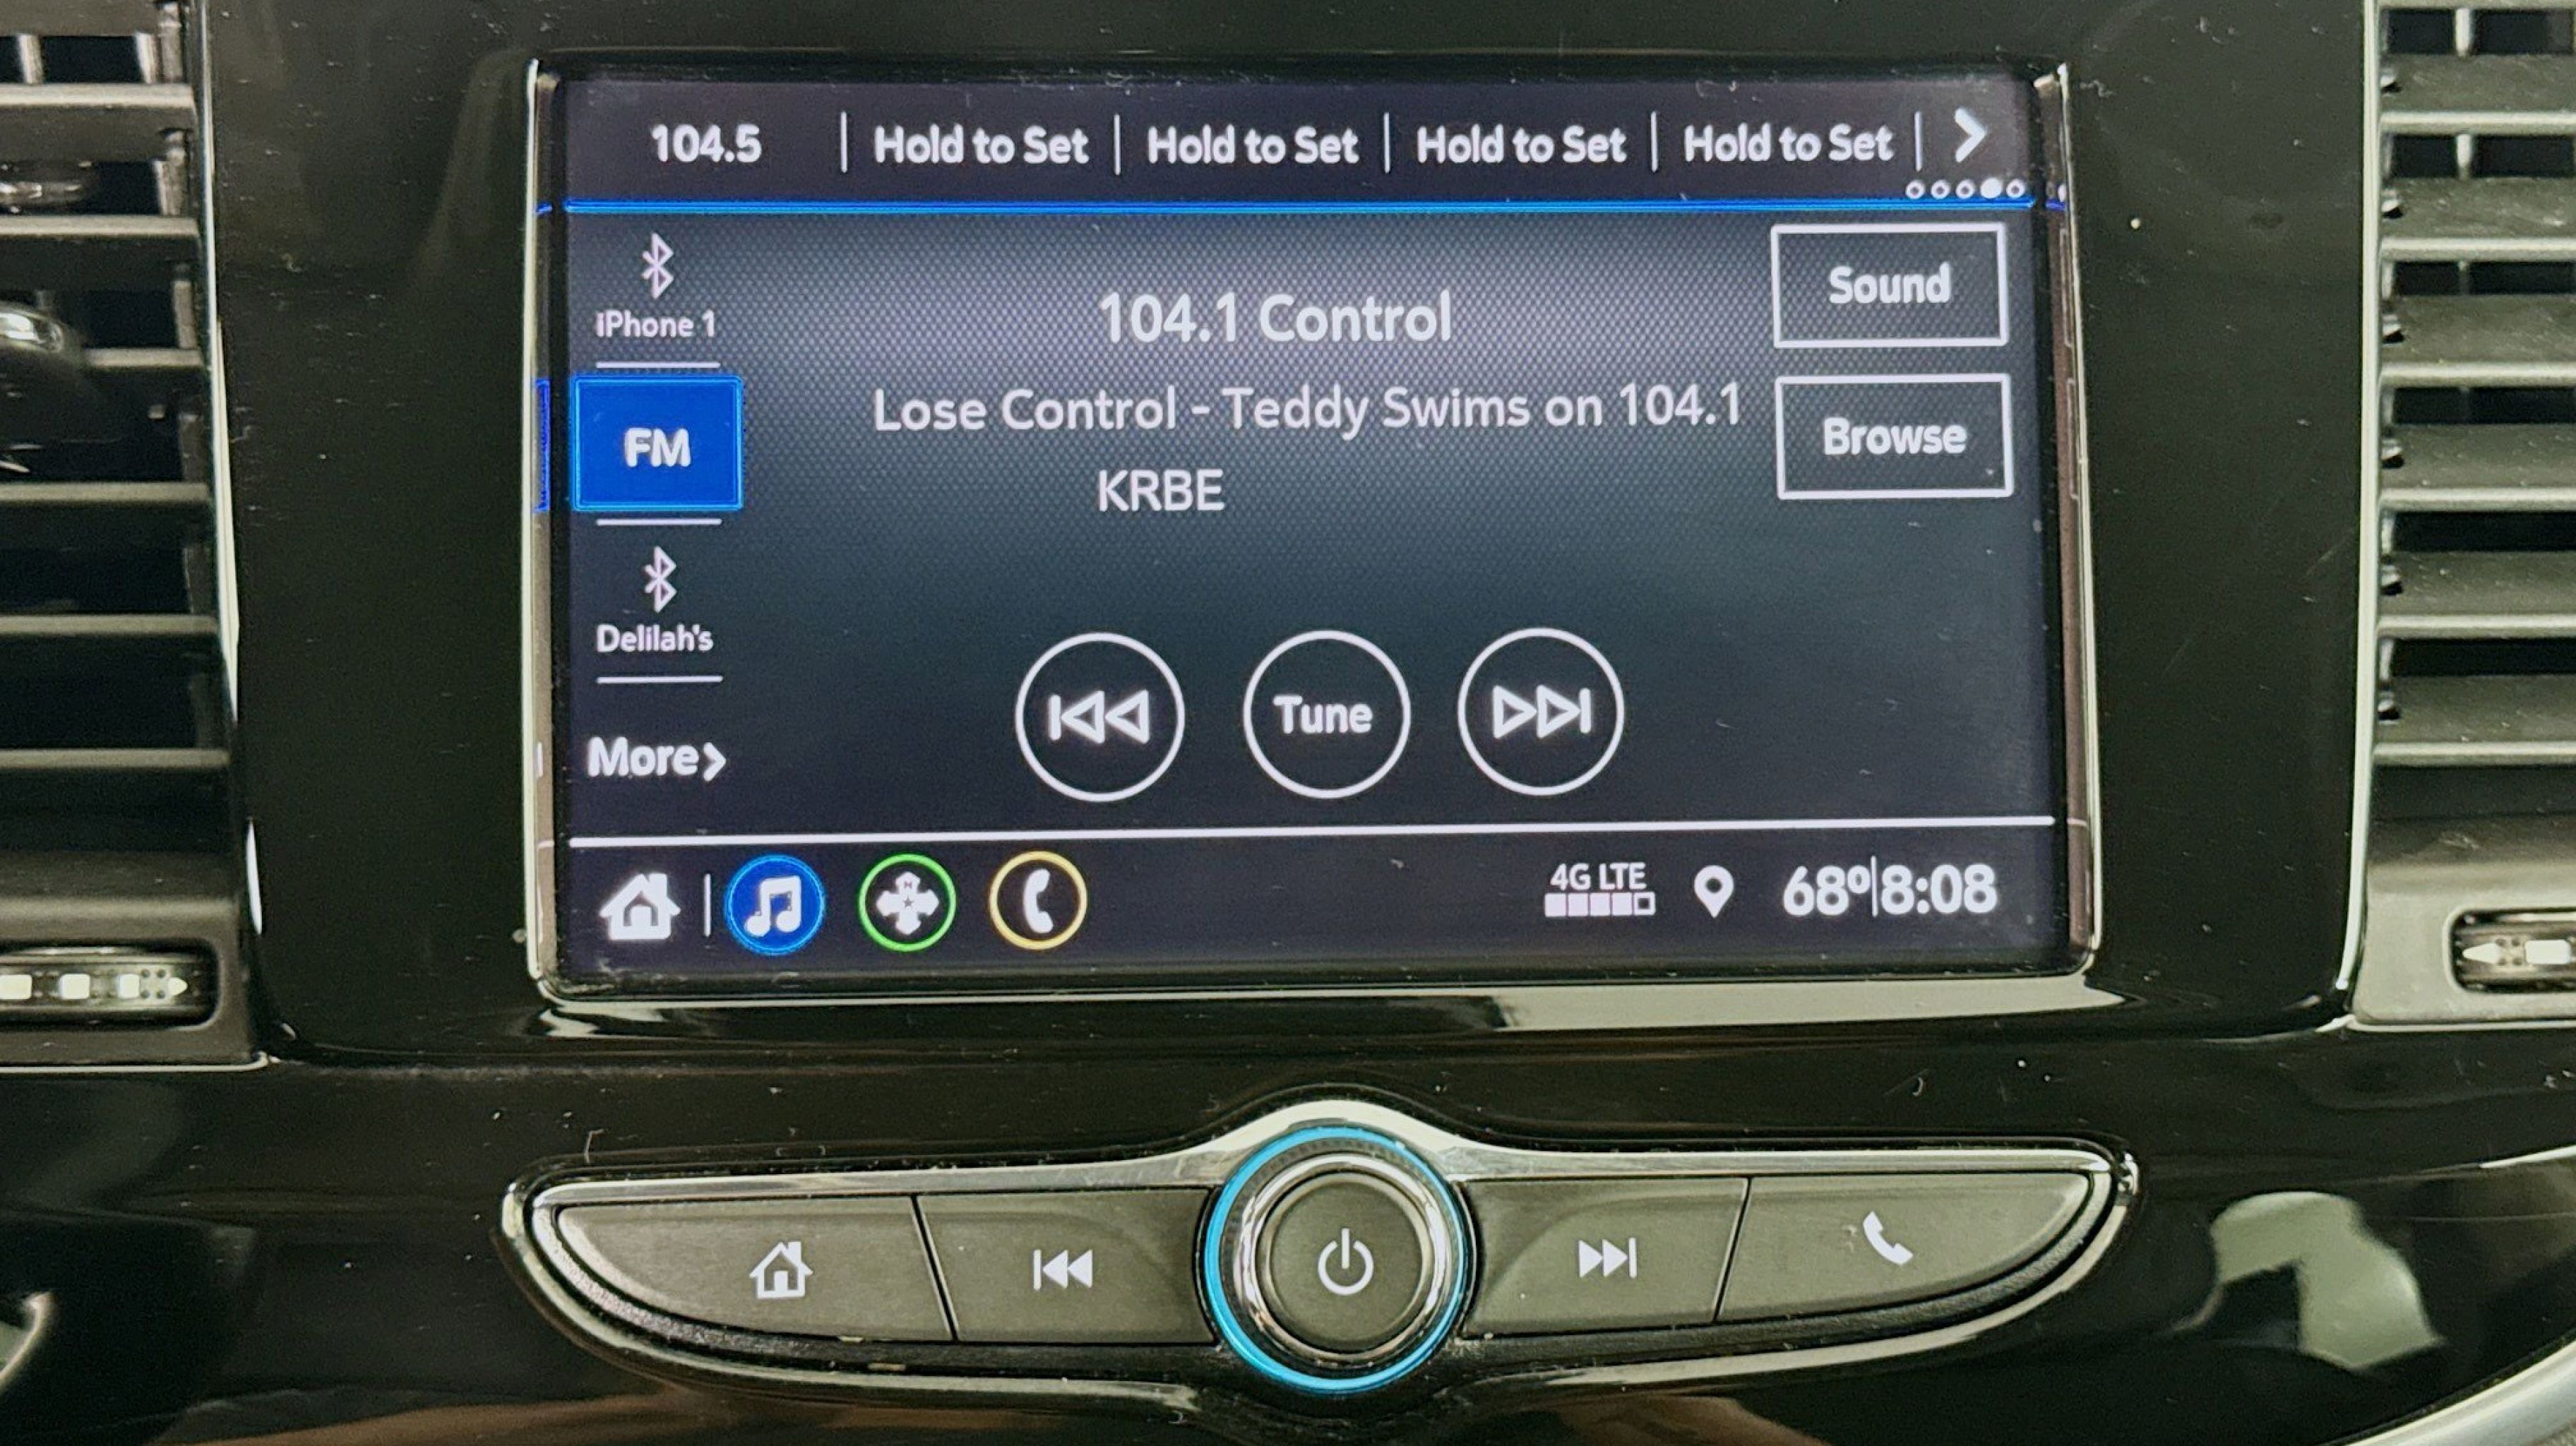 104.5 | Hold to Set | Hold to Set | Hold to Set | Hold to Set |
iPhone 1
104.1 Control
Sound
FM
Lose Control - Teddy Swims on 104.1
KRBE
Browse
Delilah's
Tune
More
4G LTE
68° 8:08